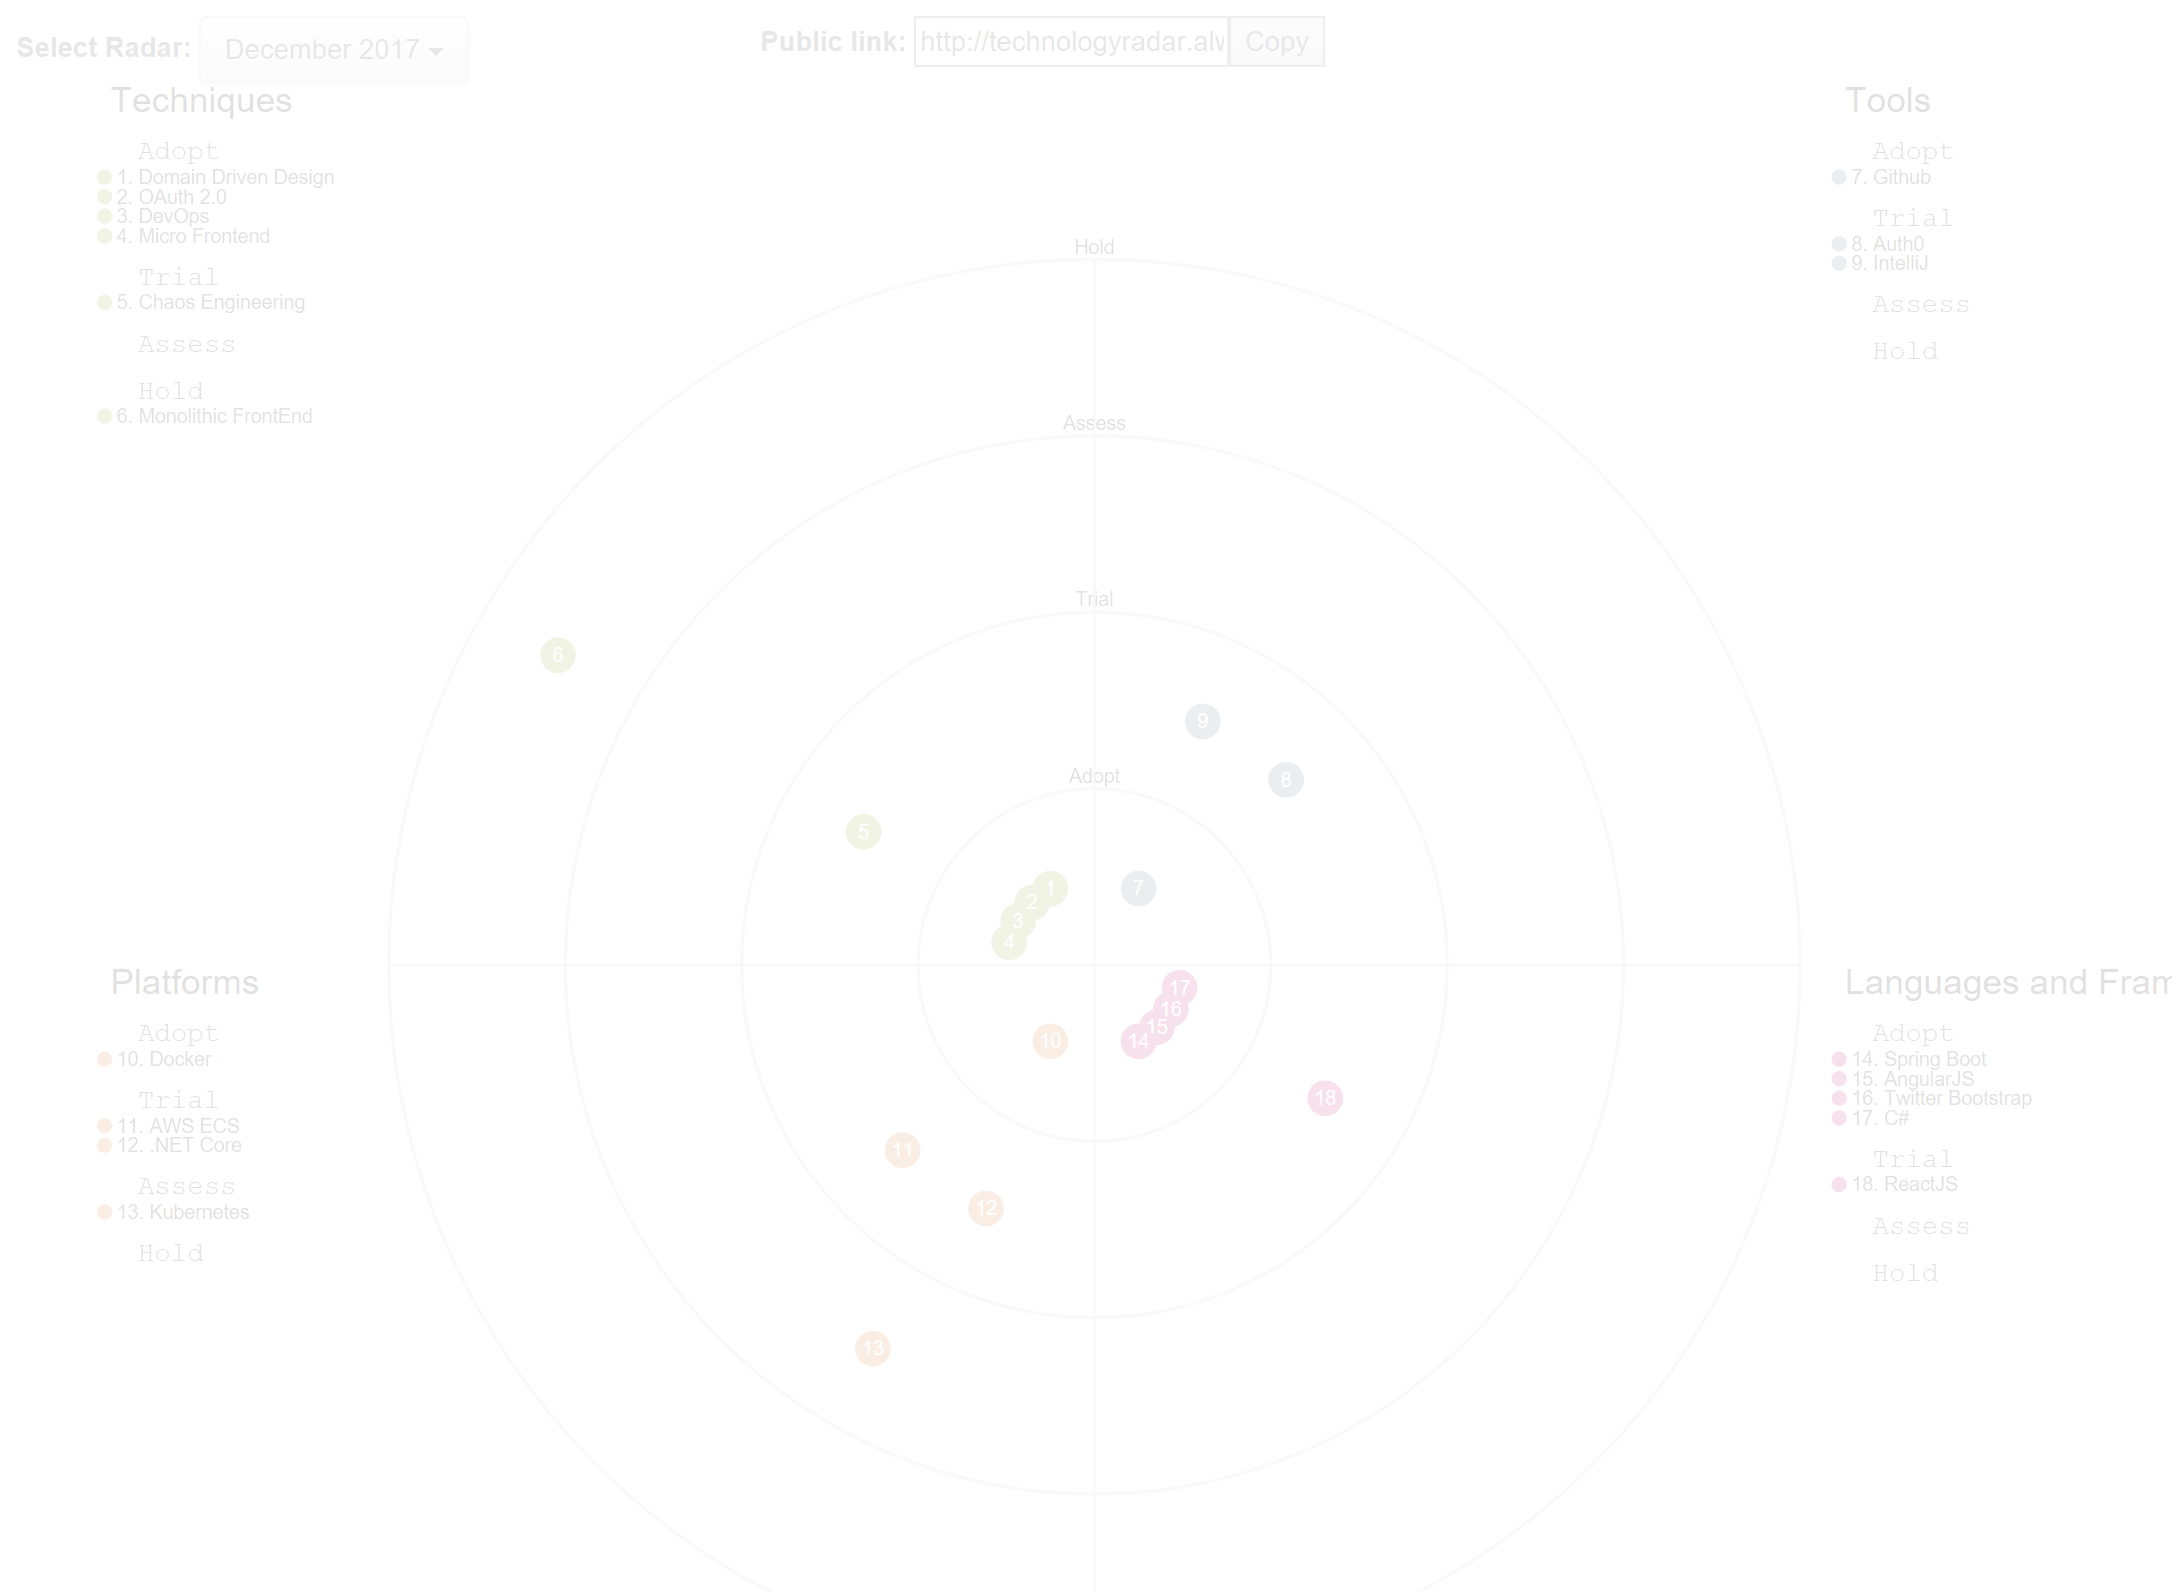 Select Radar: December 2017
Public link: http://technologyradar.alw Copy
Techniques
Adopt
1. Domain Driven Design
2. OAuth 2.0
3. DevOps
4. Micro Frontend
Trial
5. Chaos Engineering
Assess
Hold
6. Monolithic FrontEnd
Tools
Adopt
7. Github
Trial
8. Auth0
9. IntelliJ
Assess
Hold
Hold
Assess
Trial
Adopt
6
9
8
5
1
7
2
3
4
17
16
15
14
10
18
11
12
13
Platforms
Adopt
10. Docker
Trial
11. AWS ECS
12. .NET Core
Assess
13. Kubernetes
Hold
Languages and Fram
Adopt
14. Spring Boot
15. AngularJS
16. Twitter Bootstrap
17. C#
Trial
18. ReactJS
Assess
Hold